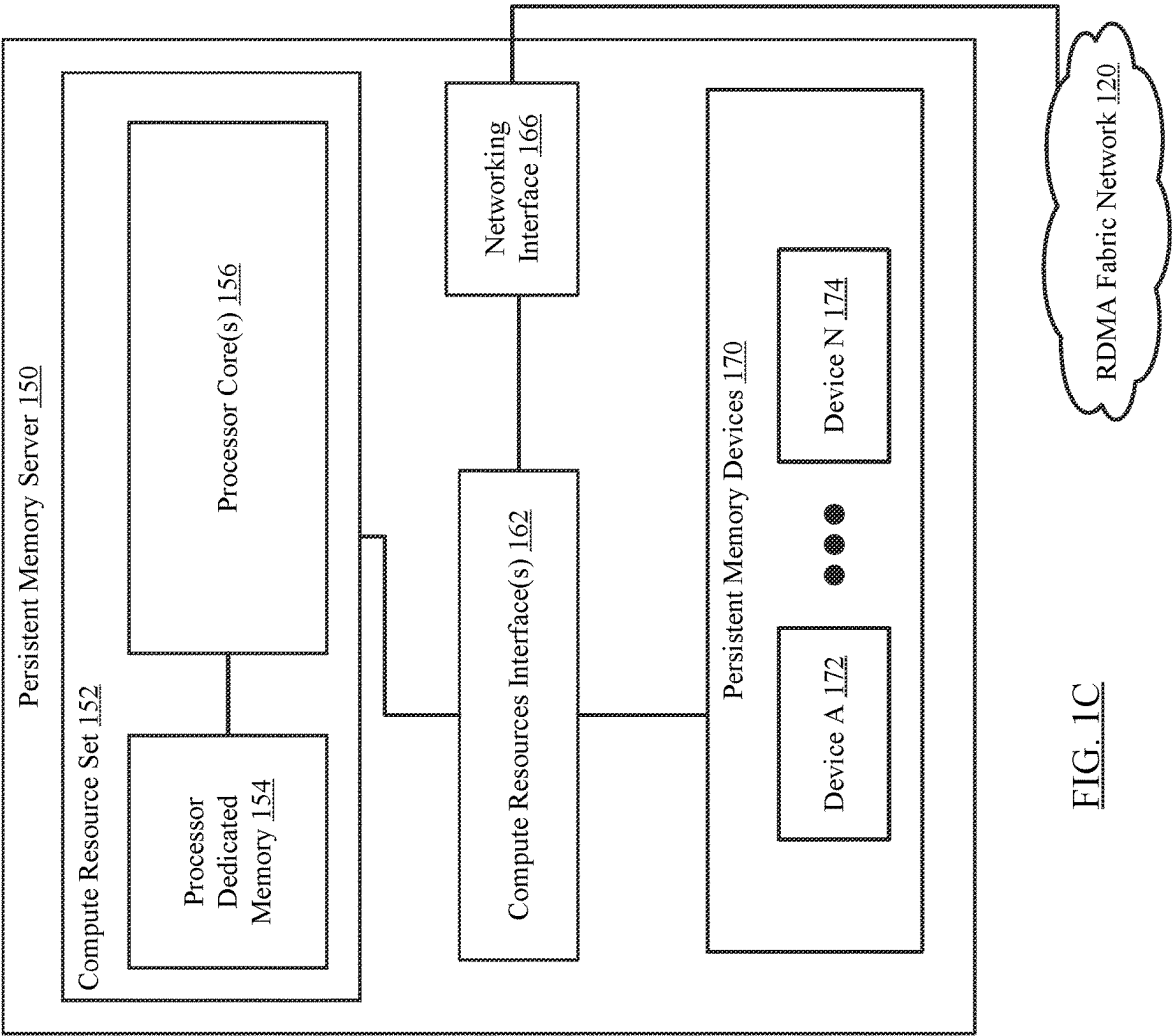 Persistent Memory Server 150
Compute Resource Set 152
Processor
Dedicated
Memory 154
Processor Core(s) 156
Compute Resources Interface(s) 162
Networking
Interface 166
Persistent Memory Devices 170
Device A 172
Device N 174
RDMA Fabric Network 120
FIG. 1C